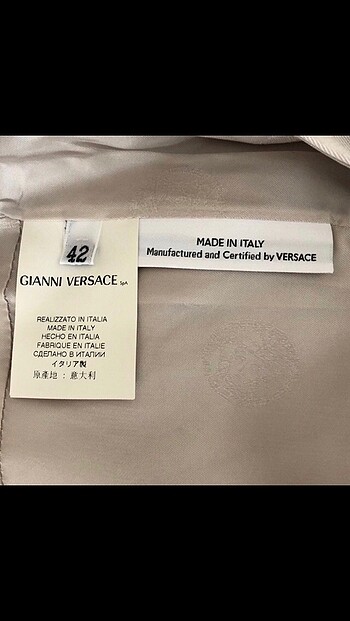 42
MADE IN ITALY
Manufactured and Certified by VERSACE
GIANNI VERSACE SpA
REALIZZATO IN ITALIA
MADE IN ITALY
HECHO EN ITALIA
FABRIQUE EN ITALIE
СДЕЛАНО В ИТАЛИИ
イタリア製
原產地：意大利